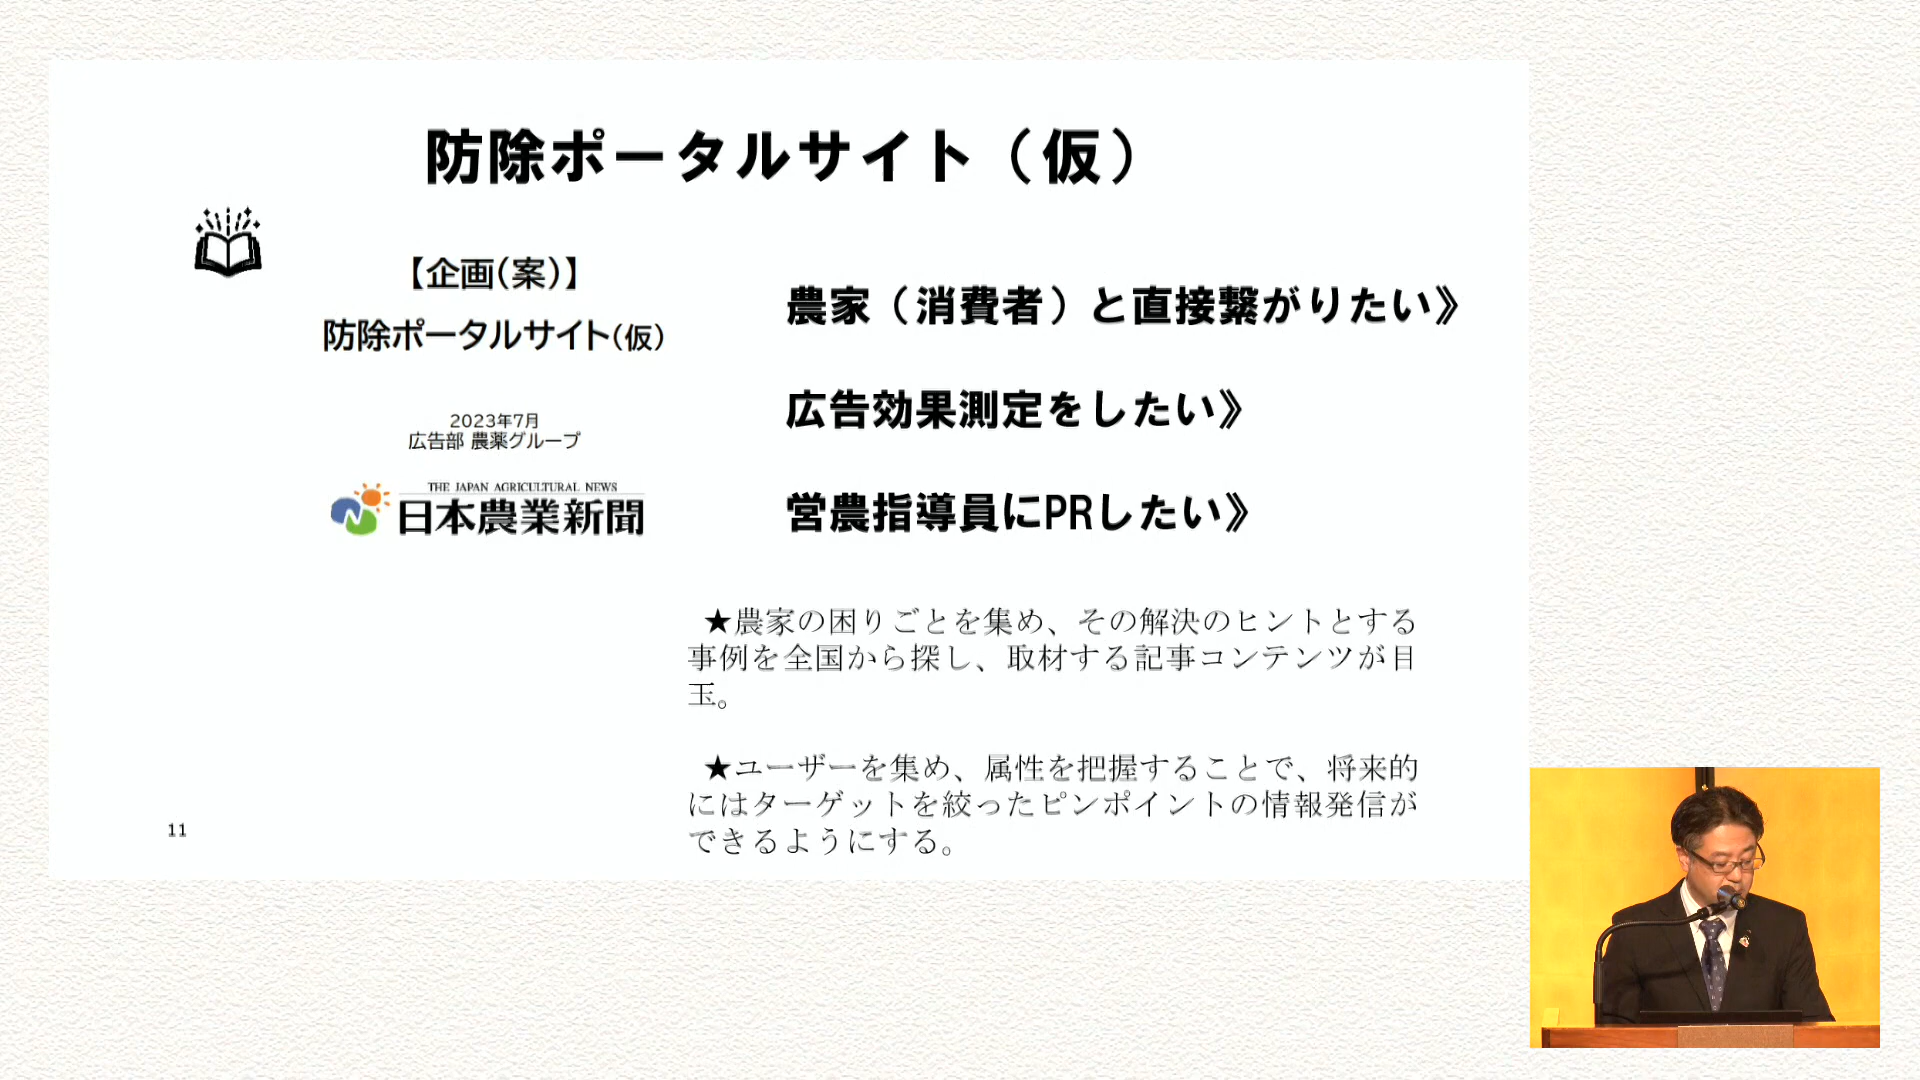 防除ポータルサイト（仮）
【企画（案）】
防除ポータルサイト（仮）
2023年7月
広告部 農薬グループ
THE JAPAN AGRICULTURAL NEWS
日本農業新聞
農家（消費者）と直接繋がりたい》
広告効果測定をしたい》
営農指導員にPRしたい》
★農家の困りごとを集め、その解決のヒントとする
事例を全国から探し、取材する記事コンテンツが目
玉。
★ユーザーを集め、属性を把握することで、将来的
にはターゲットを絞ったピンポイントの情報発信が
できるようにする。
11